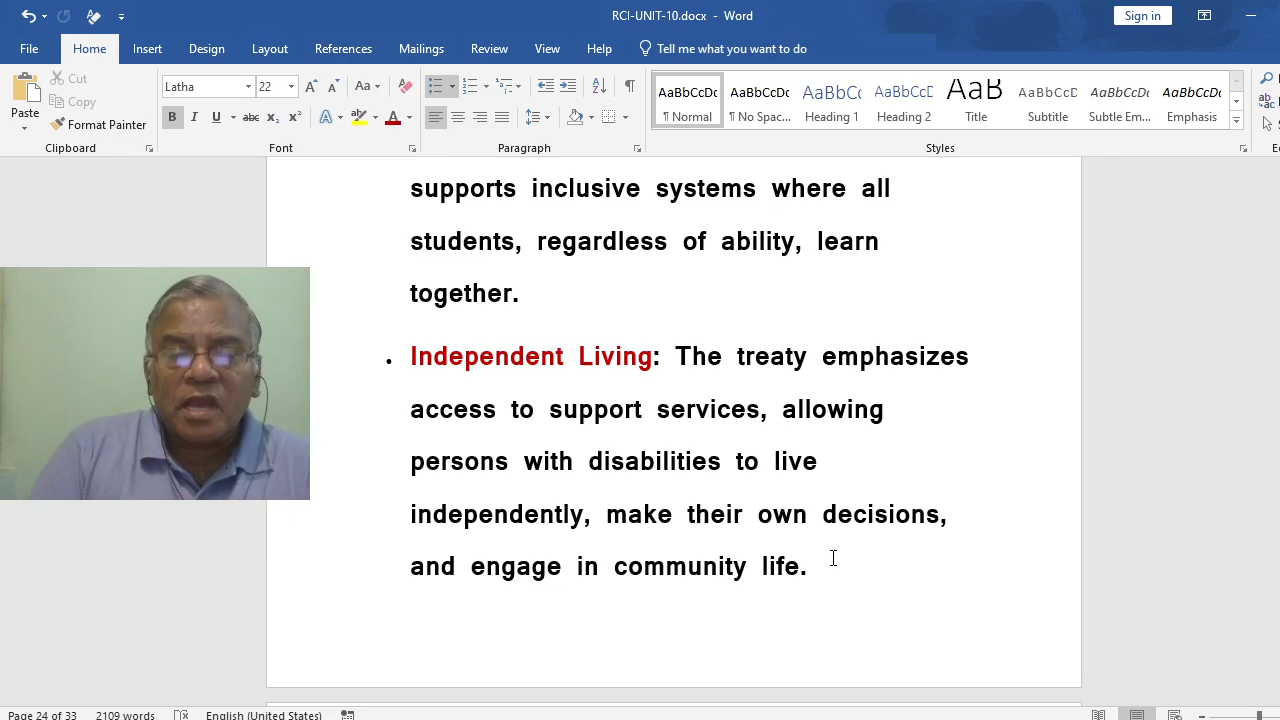 RCI-UNIT-10.docx - Word
Sign in
File Home Insert Design Layout References Mailings Review View Help Tell me what you want to do
Cut
Copy
Format Painter
Paste
Latha 22
Aa
B I U abc X₂ X²
AaBbCcDc AaBbCcDc AaBbCc AaBbCcD AaB AaBbCcD AaBbCcDc AaBbCcDc
¶ Normal ¶ No Spac... Heading 1 Heading 2 Title Subtitle Subtle Em... Emphasis
Clipboard Font Paragraph Styles
supports inclusive systems where all
students, regardless of ability, learn
together.
• Independent Living: The treaty emphasizes
access to support services, allowing
persons with disabilities to live
independently, make their own decisions,
and engage in community life.
Page 24 of 33 2109 words English (United States)